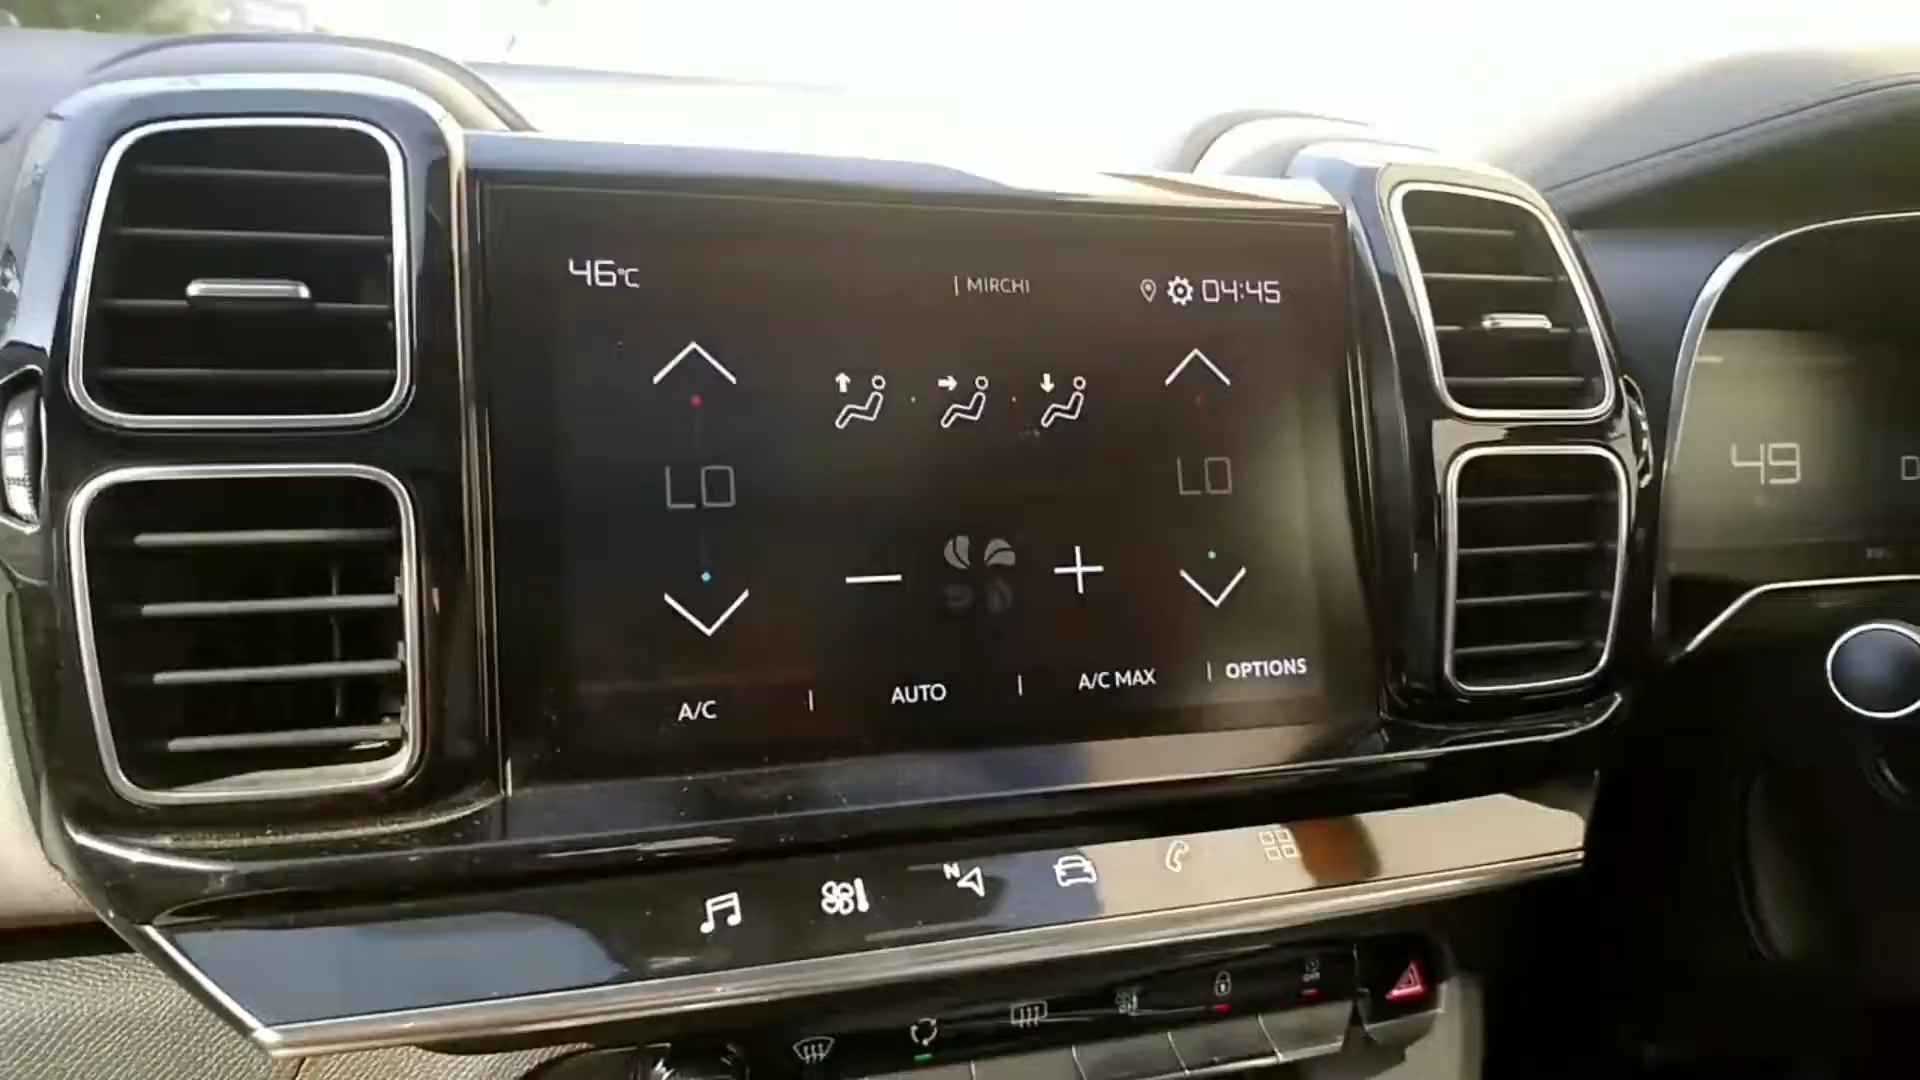 46°C
| MIRCHI
04:45
LO
LO
A/C | AUTO | A/C MAX | OPTIONS
N
49